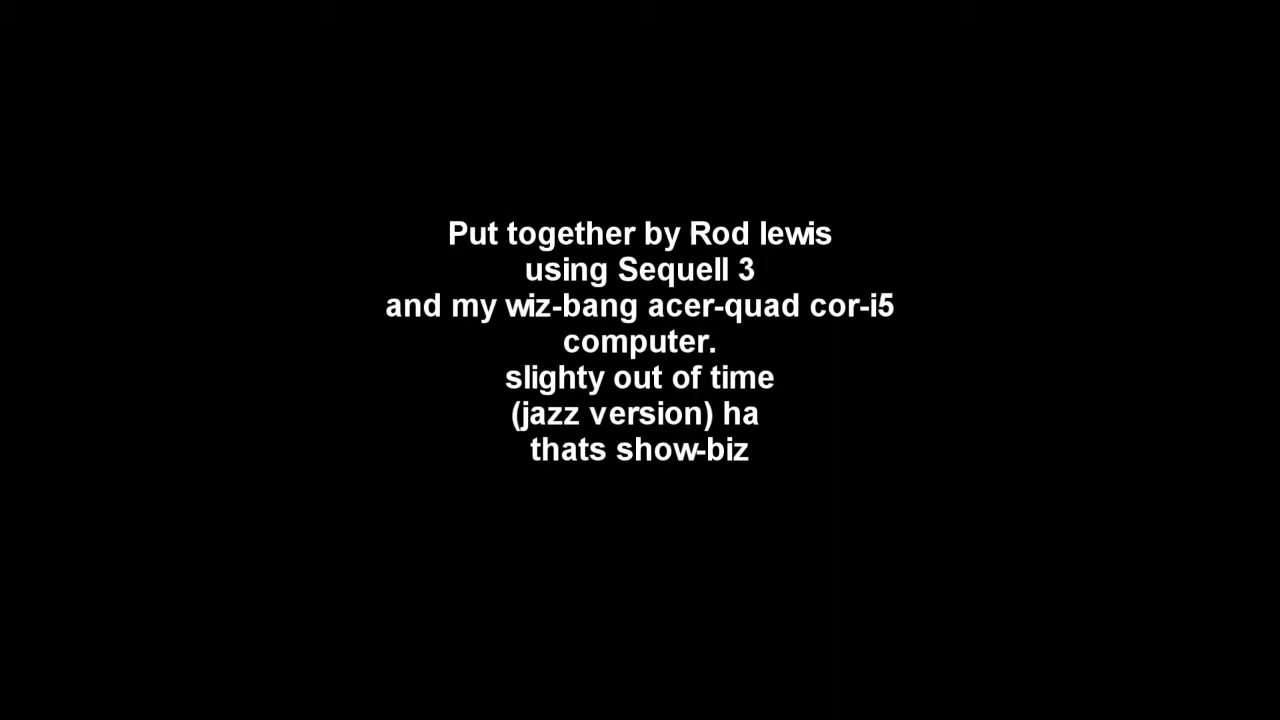 Put together by Rod lewis
using Sequell 3
and my wiz-bang acer-quad cor-i5
computer.
slighty out of time
(jazz version) ha
thats show-biz